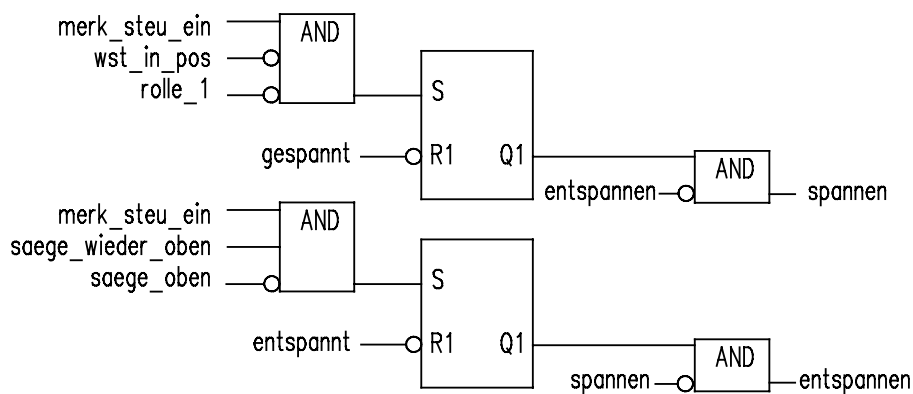 merk_steu_ein AND
wst_in_pos
rolle_1
S
gespannt R1 Q1
AND
entspannen spannen
merk_steu_ein AND
saege_wieder_oben
saege_oben
S
entspannt R1 Q1
AND
spannen entspannen